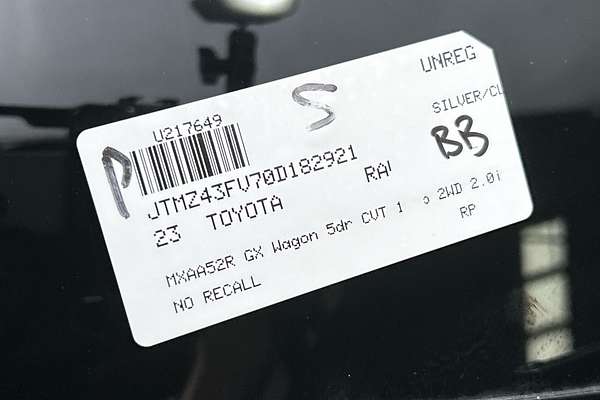 UNREG
S
SILVER/CL
U217649
P
BB
JTMZ43FV70D182921
23 TOYOTA RAV
MXAA52R GX Wagon 5dr CVT 1 2WD 2.0i
RP
NO RECALL